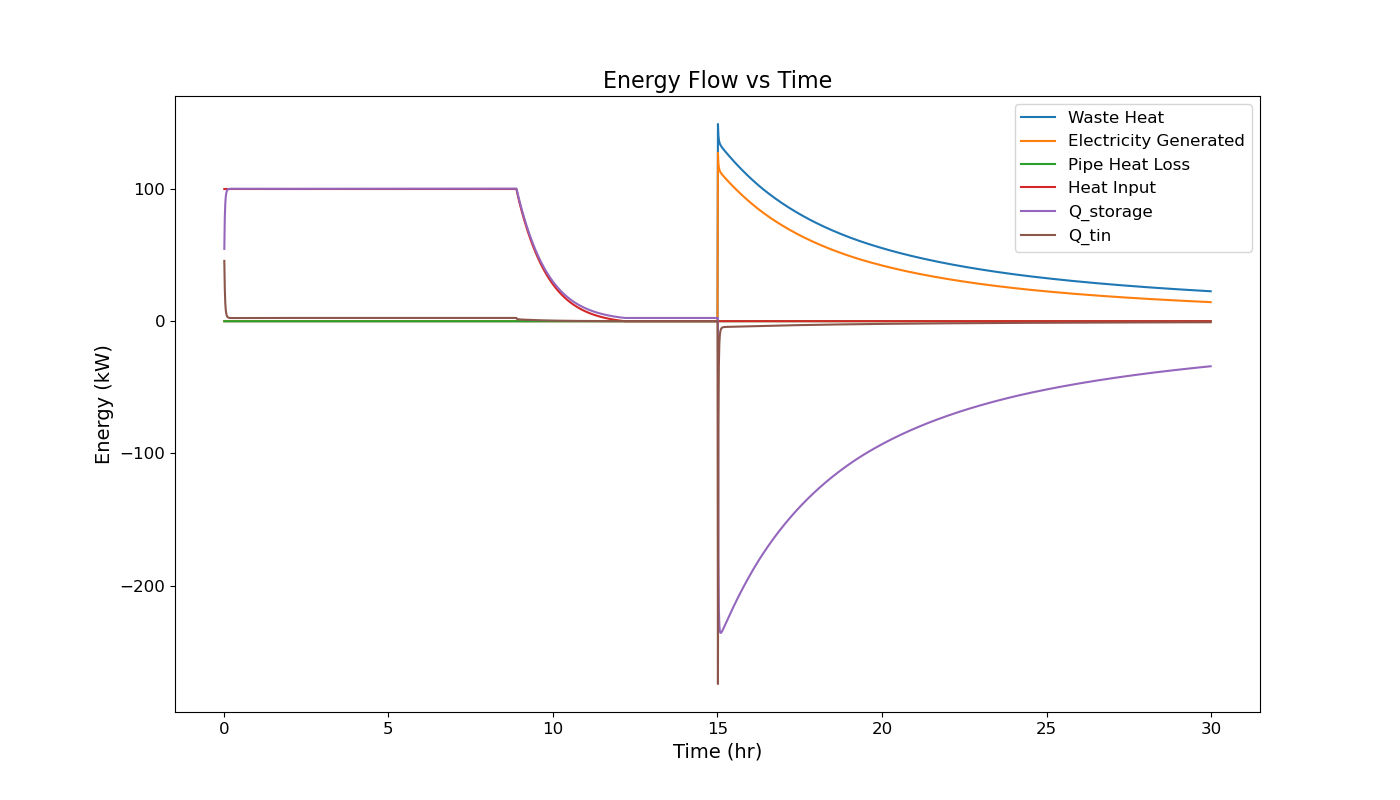 Energy Flow vs Time
Waste Heat
Electricity Generated
Pipe Heat Loss
Heat Input
Q_storage
Q_tin
100
0
−100
−200
Energy (kW)
0 5 10 15 20 25 30
Time (hr)